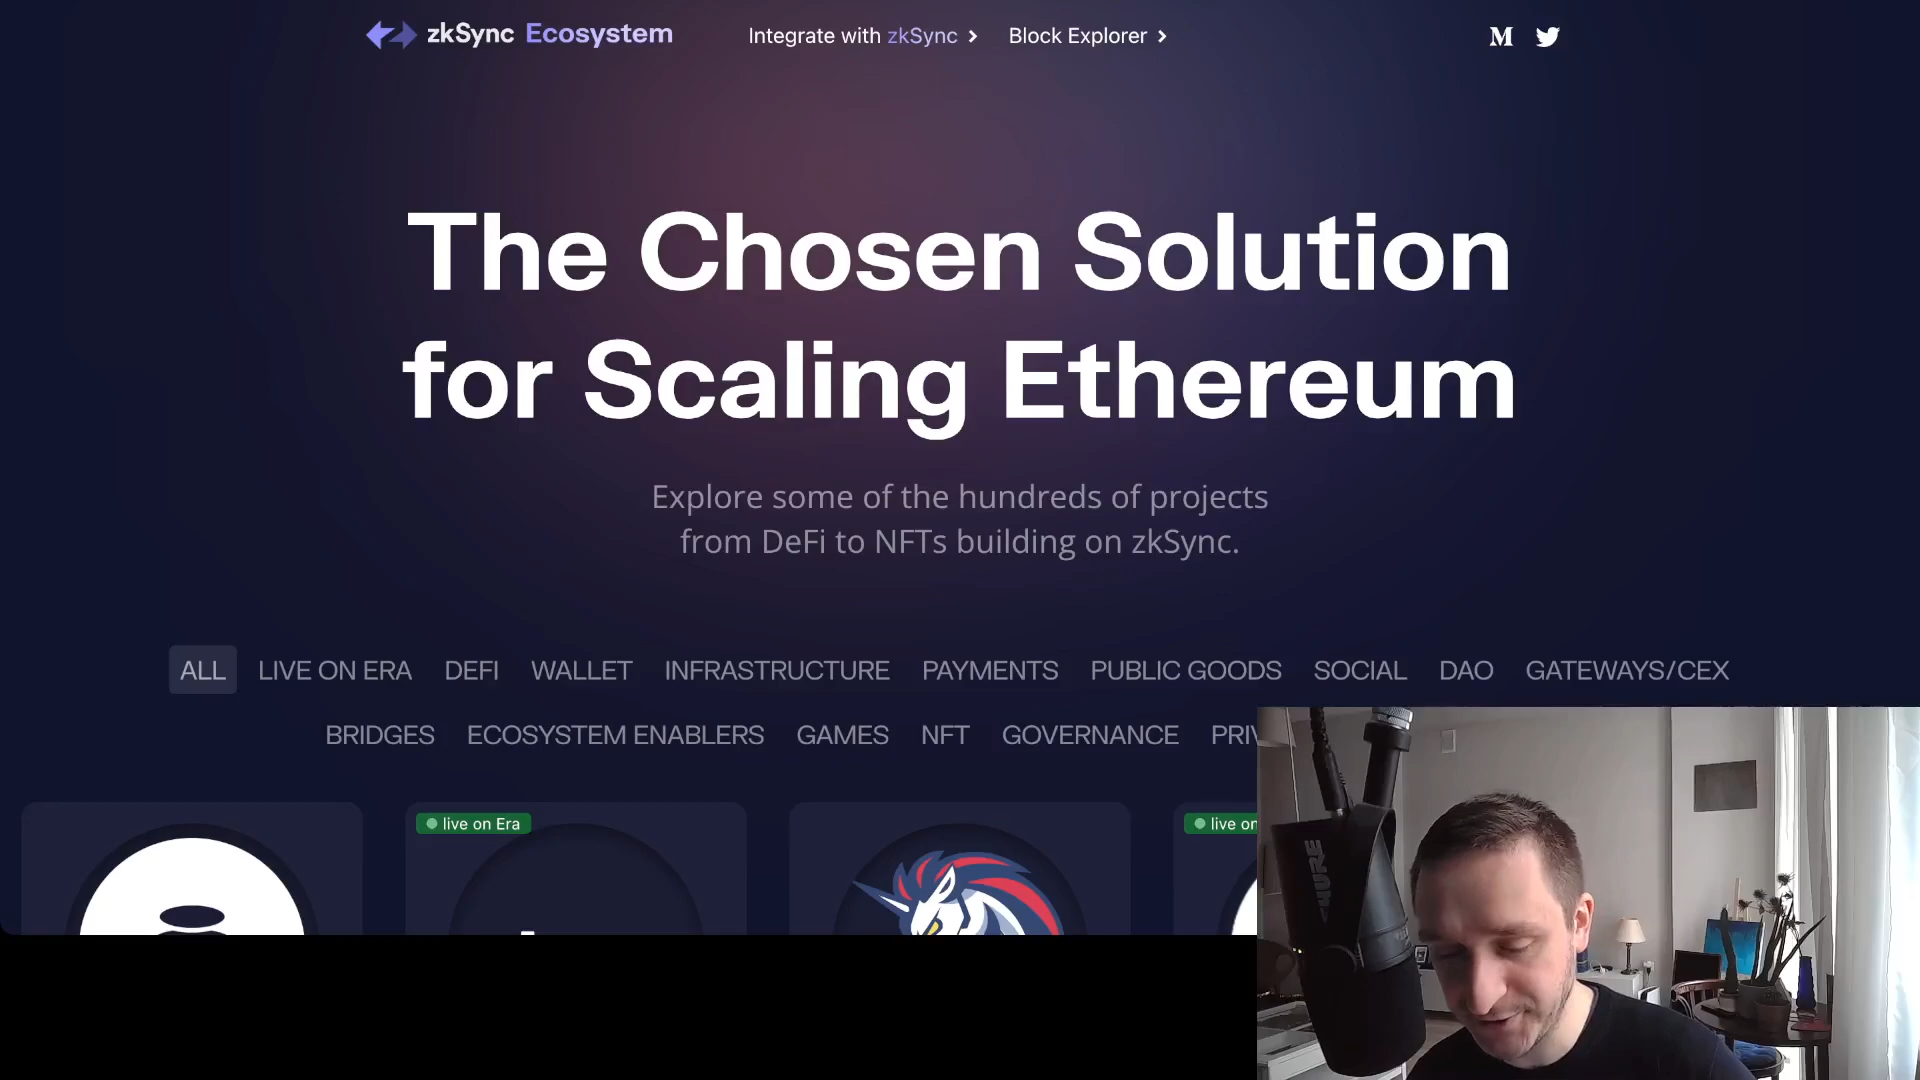 zkSync Ecosystem
Integrate with zkSync
Block Explorer
The Chosen Solution
for Scaling Ethereum
Explore some of the hundreds of projects
from DeFi to NFTs building on zkSync.
ALL LIVE ON ERA DEFI WALLET INFRASTRUCTURE PAYMENTS PUBLIC GOODS SOCIAL DAO GATEWAYS/CEX
BRIDGES ECOSYSTEM ENABLERS GAMES NFT GOVERNANCE PRIV
live on Era
live on
SHURE